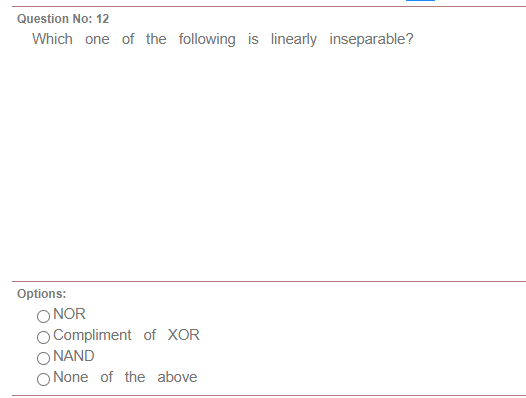 Question No: 12
Which one of the following is linearly inseparable?
Options:
NOR
Compliment of XOR
NAND
None of the above